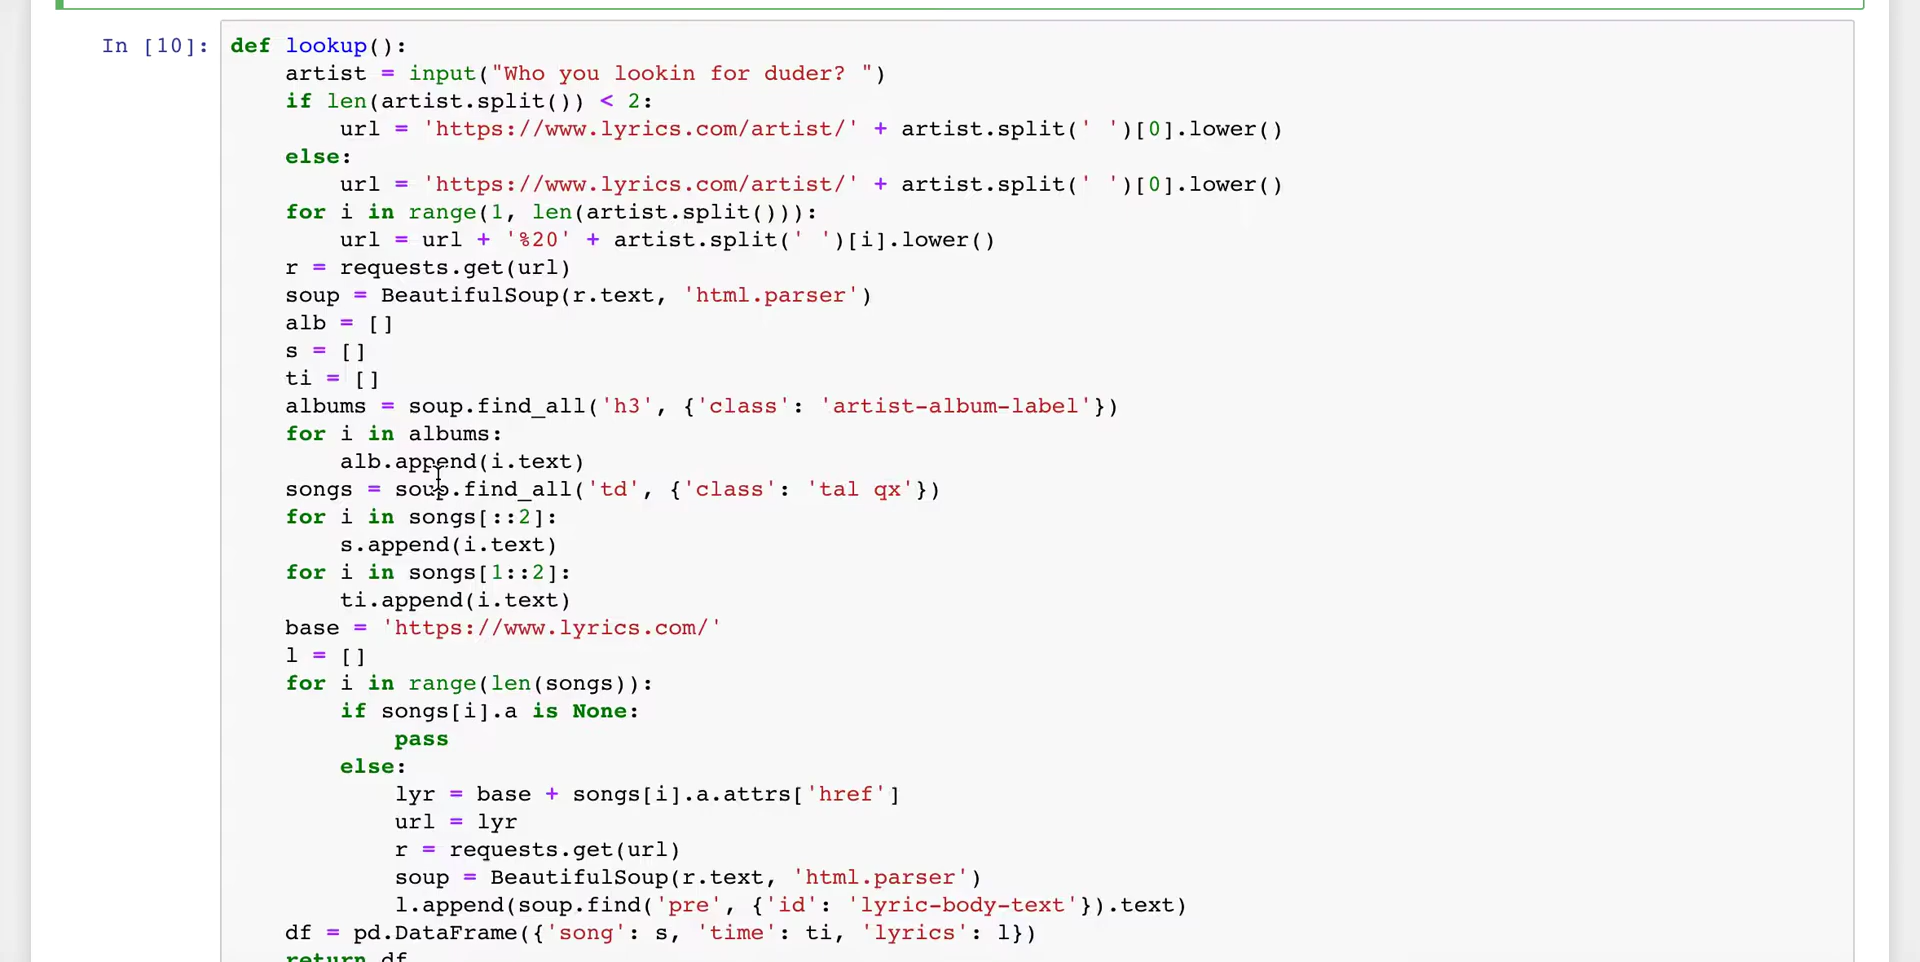 In [10]: def lookup():
    artist = input("Who you lookin for duder? ")
    if len(artist.split()) < 2:
        url = 'https://www.lyrics.com/artist/' + artist.split(' ')[0].lower()
    else:
        url = 'https://www.lyrics.com/artist/' + artist.split(' ')[0].lower()
    for i in range(1, len(artist.split())):
        url = url + '%20' + artist.split(' ')[i].lower()
    r = requests.get(url)
    soup = BeautifulSoup(r.text, 'html.parser')
    alb = []
    s = []
    ti = []
    albums = soup.find_all('h3', {'class': 'artist-album-label'})
    for i in albums:
        alb.append(i.text)
    songs = soup.find_all('td', {'class': 'tal qx'})
    for i in songs[::2]:
        s.append(i.text)
    for i in songs[1::2]:
        ti.append(i.text)
    base = 'https://www.lyrics.com/'
    l = []
    for i in range(len(songs)):
        if songs[i].a is None:
            pass
        else:
            lyr = base + songs[i].a.attrs['href']
            url = lyr
            r = requests.get(url)
            soup = BeautifulSoup(r.text, 'html.parser')
            l.append(soup.find('pre', {'id': 'lyric-body-text'}).text)
    df = pd.DataFrame({'song': s, 'time': ti, 'lyrics': l})
    return df